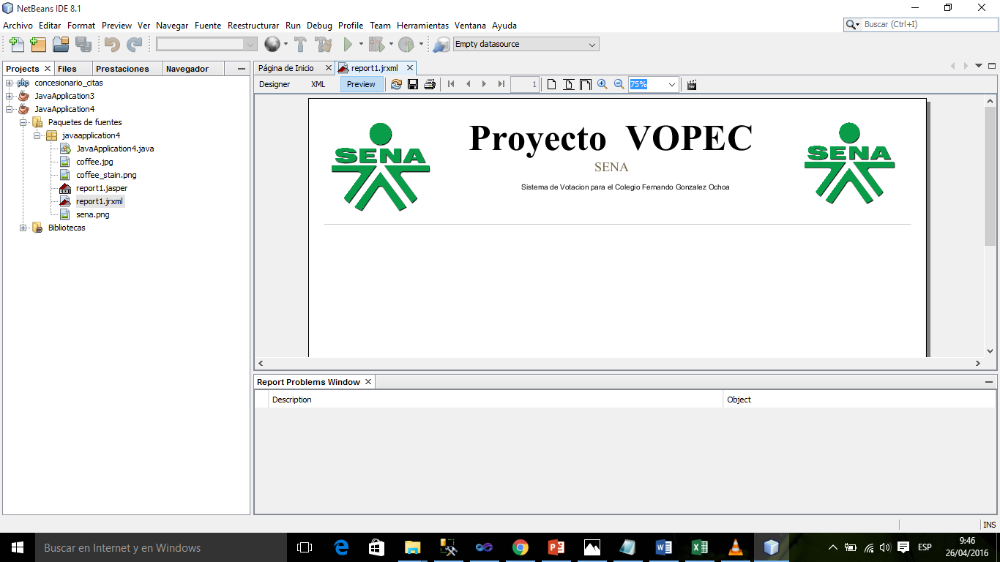 NetBeans IDE 8.1
Archivo Editar Format Preview Ver Navegar Fuente Reestructurar Run Debug Profile Team Herramientas Ventana Ayuda
Buscar (Ctrl+I)
Empty datasource
Projects Files Prestaciones Navegador
Página de Inicio report1.jrxml
Designer XML Preview 1 75%
php concesionario_citas
JavaApplication3
JavaApplication4
Paquetes de fuentes
javaapplication4
JavaApplication4.java
coffee.jpg
coffee_stain.png
report1.jasper
report1.jrxml
sena.png
Bibliotecas
SENA
Proyecto VOPEC
SENA
Sistema de Votacion para el Colegio Fernando Gonzalez Ochoa
SENA
Report Problems Window
Description Object
INS
Buscar en Internet y en Windows
ESP
9:46
26/04/2016